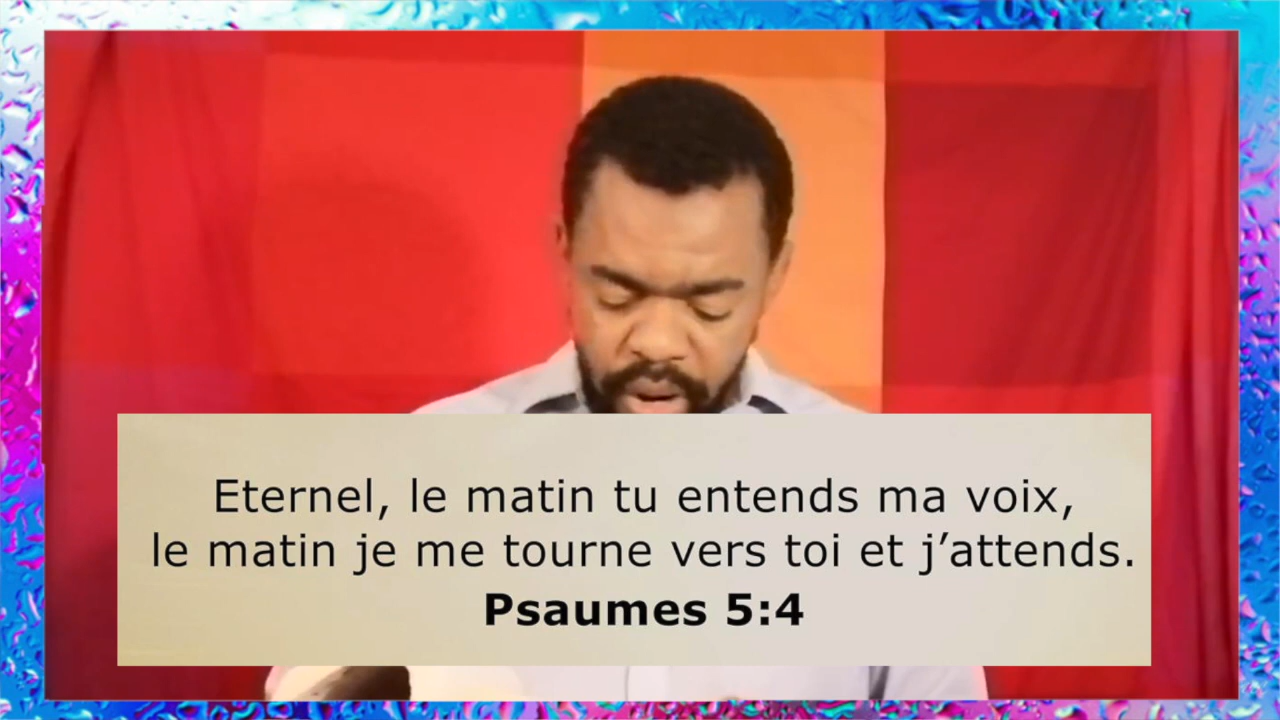 Eternel, le matin tu entends ma voix,
le matin je me tourne vers toi et j’attends.
Psaumes 5:4